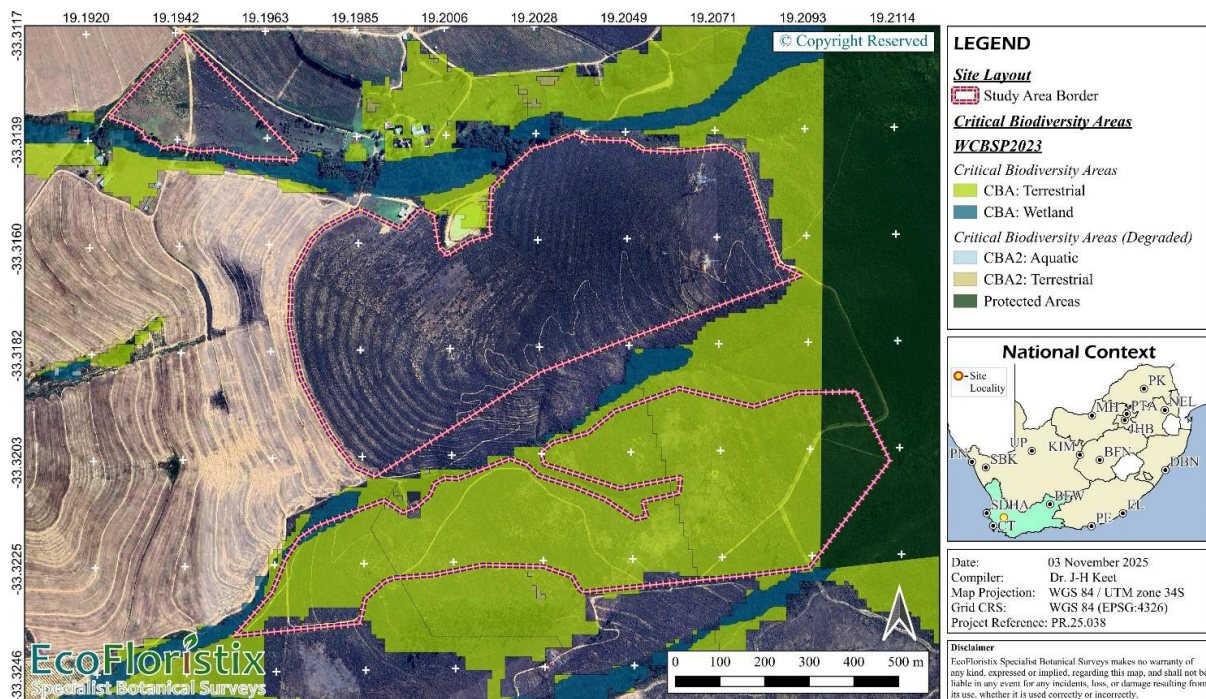 19.1920 19.1942 19.1963 19.1985 19.2006 19.2028 19.2049 19.2071 19.2093 19.2114
-33.3117
-33.3139
-33.3160
-33.3182
-33.3203
-33.3225
-33.3246
© Copyright Reserved
EcoFloristix
Specialist Botanical Surveys
0 100 200 300 400 500 m
LEGEND
Site Layout
Study Area Border
Critical Biodiversity Areas
WCBSP2023
Critical Biodiversity Areas
CBA: Terrestrial
CBA: Wetland
Critical Biodiversity Areas (Degraded)
CBA2: Aquatic
CBA2: Terrestrial
Protected Areas
National Context
- Site
Locality
PK
MH
PTA
NEL
JHB
UP
KIM
BFN
PN
SBK
DBN
BFW
SDHA
EL
CT
PE
Date: 03 November 2025
Compiler: Dr. J-H Keet
Map Projection: WGS 84 / UTM zone 34S
Grid CRS: WGS 84 (EPSG:4326)
Project Reference: PR.25.038
Disclaimer
EcoFloristix Specialist Botanical Surveys makes no warranty of
any kind, expressed or implied, regarding this map, and shall not be
liable in any event for any incidents, loss, or damage resulting from
its use, whether it is used correctly or incorrectly.